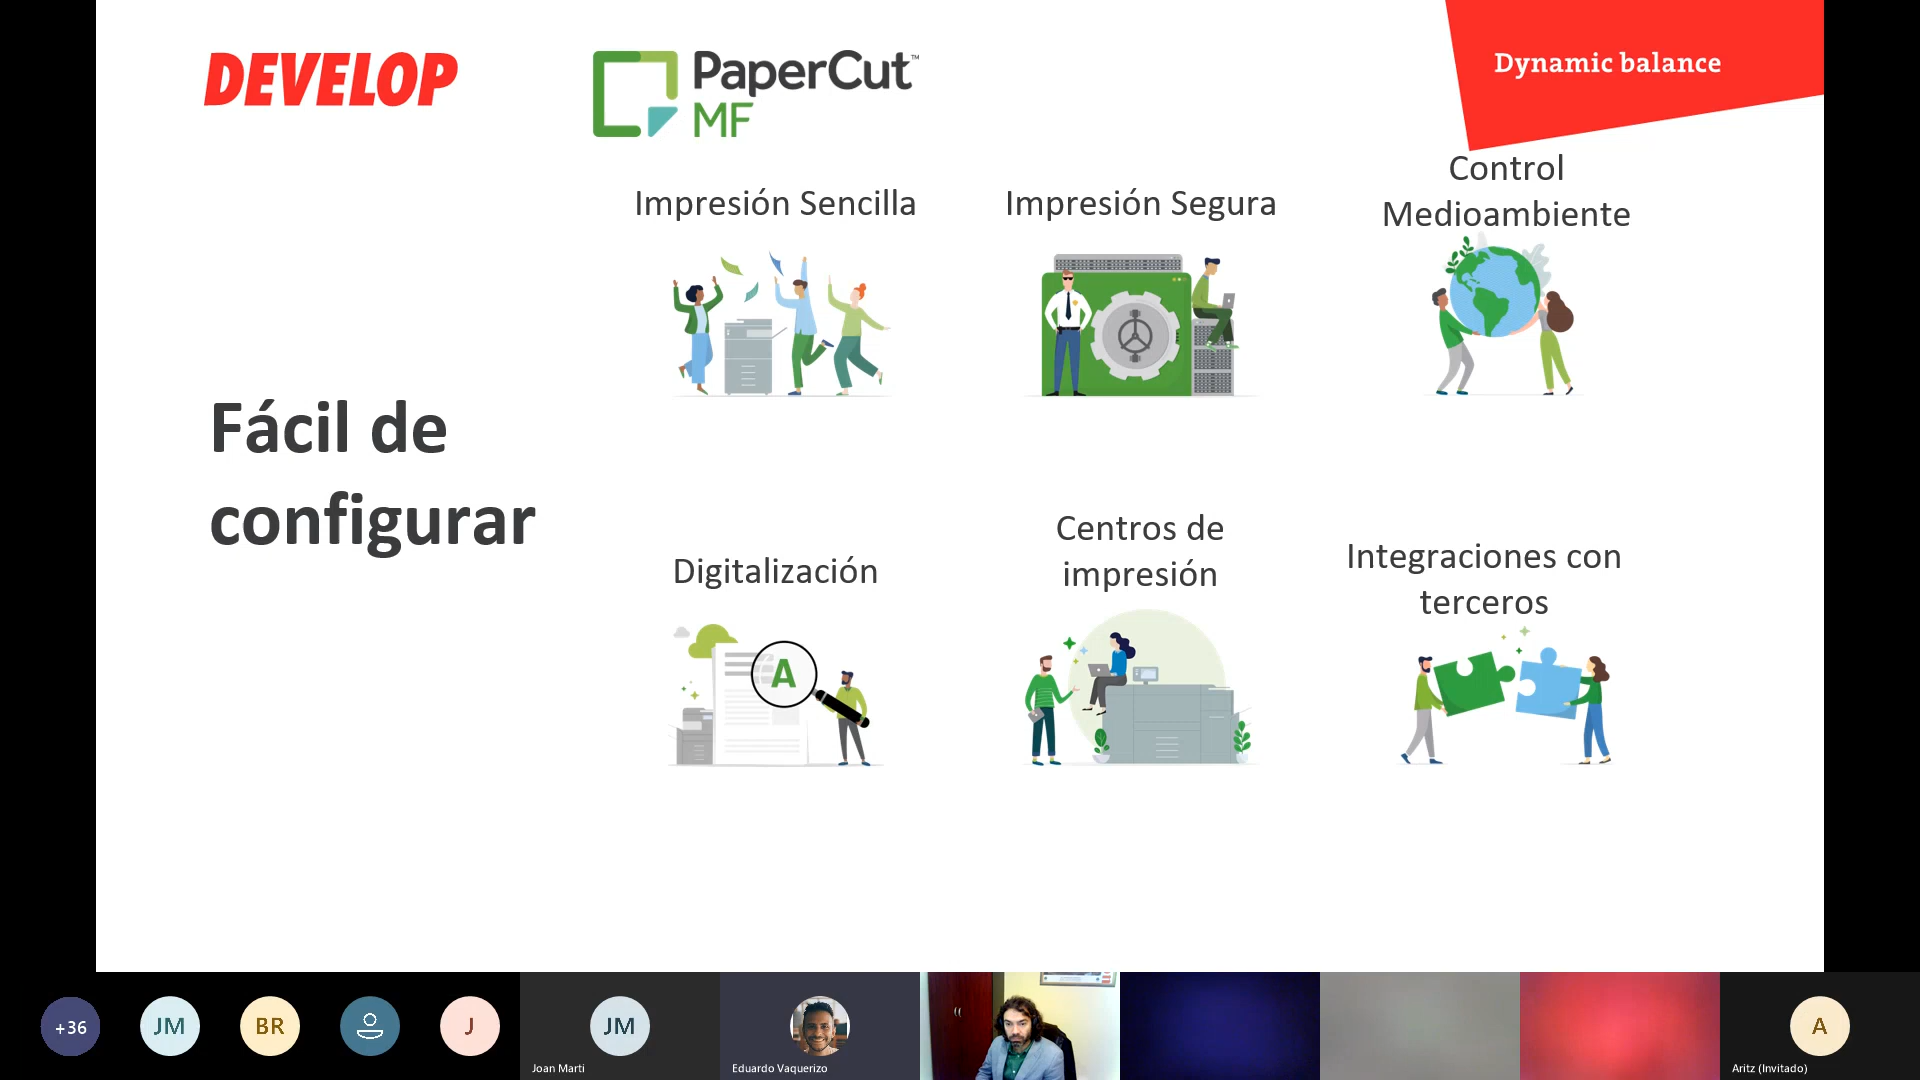 DEVELOP
PaperCut™
MF
Dynamic balance
Impresión Sencilla
Impresión Segura
Control
Medioambiente
Fácil de
configurar
Digitalización
A
Centros de
impresión
Integraciones con
terceros
+36
JM
BR
J
JM
Joan Marti
Eduardo Vaquerizo
A
Aritz (Invitado)